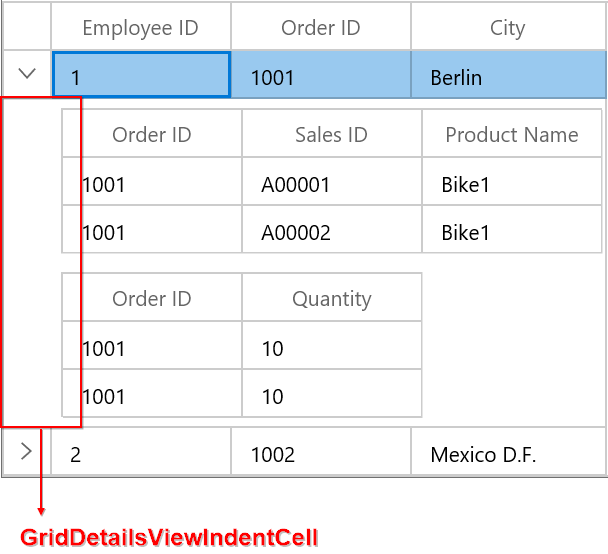 Employee ID Order ID City
1 1001 Berlin
Order ID Sales ID Product Name
1001 A00001 Bike1
1001 A00002 Bike1
Order ID Quantity
1001 10
1001 10
2 1002 Mexico D.F.
GridDetailsViewIndentCell